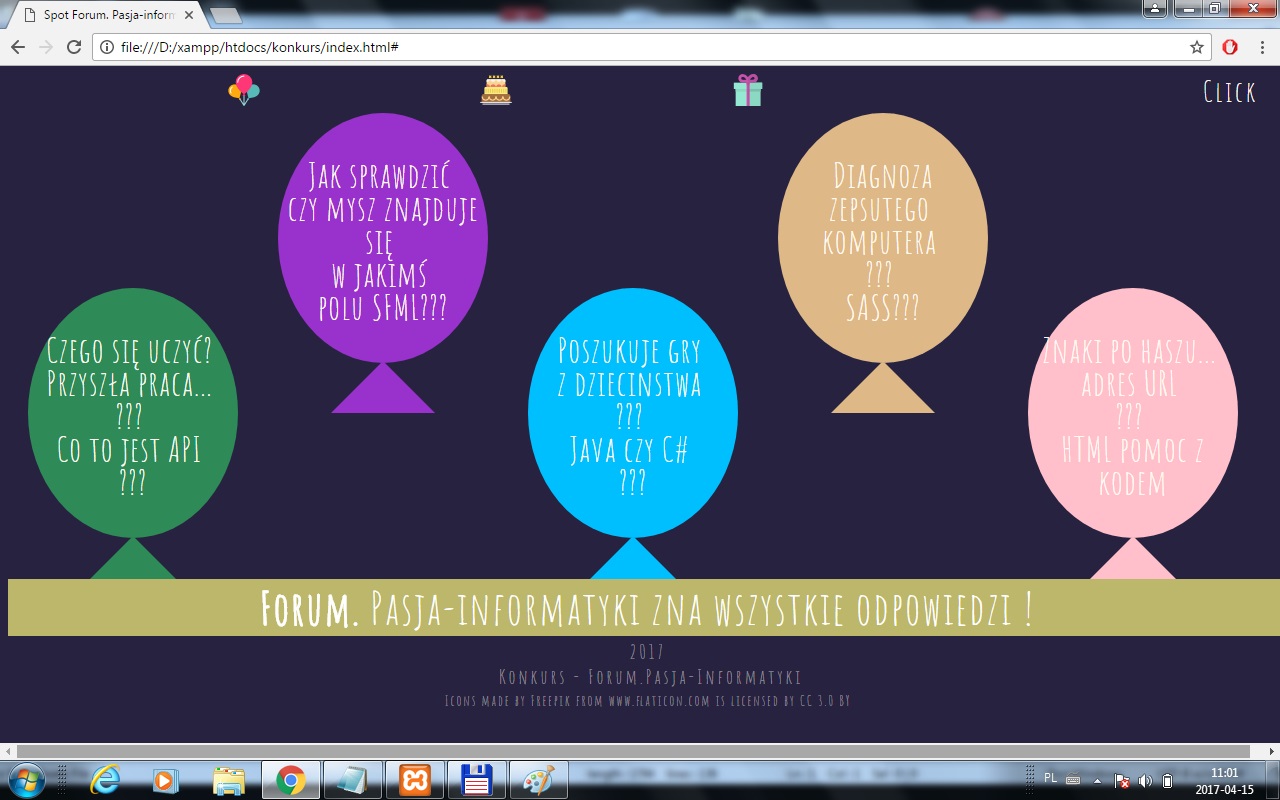 Spot Forum. Pasja-inform
file:///D:/xampp/htdocs/konkurs/index.html#
Click
Jak sprawdzić
czy mysz znajduje
się
w jakimś
polu SFML???
Diagnoza
zepsutego
komputera
???
SASS???
Czego się uczyć?
Przyszła praca...
???
Co to jest API
???
Poszukuje gry
z dziecinstwa
???
Java czy C#
???
Znaki po haszu...
adres URL
???
HTML pomoc z
kodem
Forum. Pasja-informatyki zna wszystkie odpowiedzi !
2017
Konkurs - Forum.Pasja-Informatyki
Icons made by Freepik from www.flaticon.com is licensed by CC 3.0 BY
PL
11:01
2017-04-15